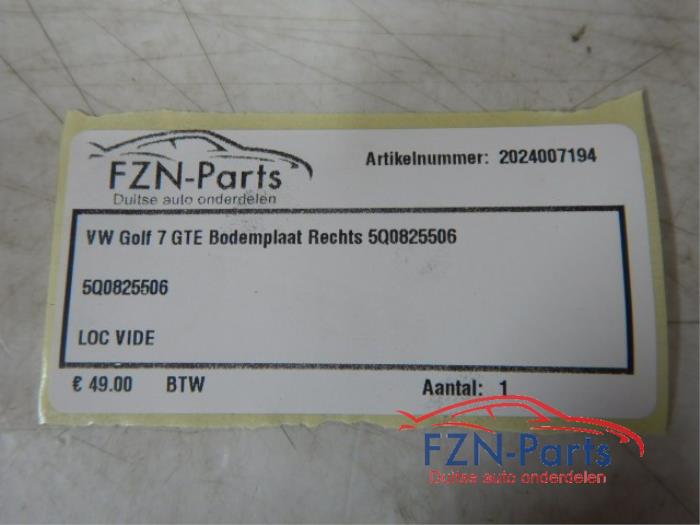 FZN-Parts
Duitse auto onderdelen
Artikelnummer: 2024007194
VW Golf 7 GTE Bodemplaat Rechts 5Q0825506
5Q0825506
LOC VIDE
€ 49.00 BTW Aantal: 1
FZN-Parts
Duitse auto onderdelen